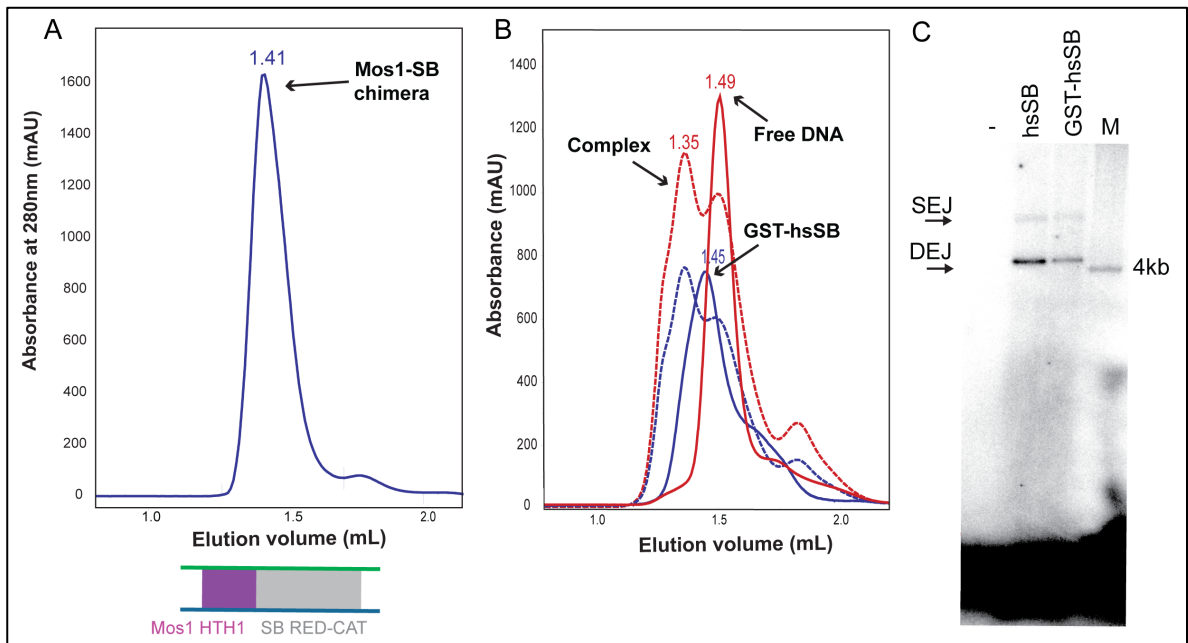 A
1.41
Mos1-SB
chimera
Absorbance at 280nm (mAU)
1600
1400
1200
1000
800
600
400
200
0
1.0
1.5
2.0
Elution volume (mL)
Mos1 HTH1
SB RED-CAT
B
1.49
Free DNA
Complex
1.35
GST-hsSB
1.45
Absorbance (mAU)
1400
1200
1000
800
600
400
200
0
1.0
1.5
2.0
Elution volume (mL)
C
-
hsSB
GST-hsSB
M
SEJ
DEJ
4kb